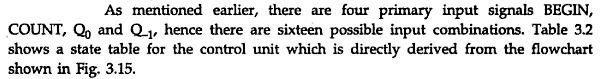 As mentioned earlier, there are four primary input signals BEGIN,
COUNT, Q0 and Q-1, hence there are sixteen possible input combinations. Table 3.2
shows a state table for the control unit which is directly derived from the flowchart
shown in Fig. 3.15.